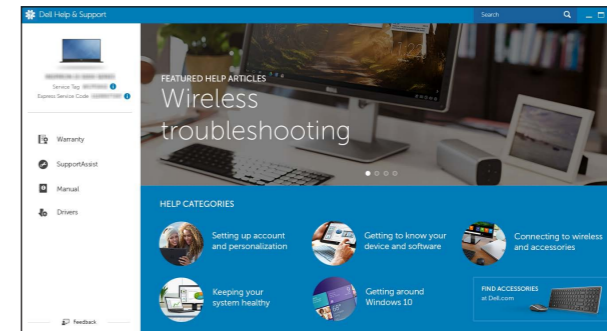 Dell Help & Support
Search
Service Tag
Express Service Code
Warranty
SupportAssist
Manual
Drivers
Feedback
FEATURED HELP ARTICLES
Wireless
troubleshooting
HELP CATEGORIES
Setting up account
and personalization
Getting to know your
device and software
Connecting to wireless
and accessories
Keeping your
system healthy
Getting around
Windows 10
FIND ACCESSORIES
at Dell.com